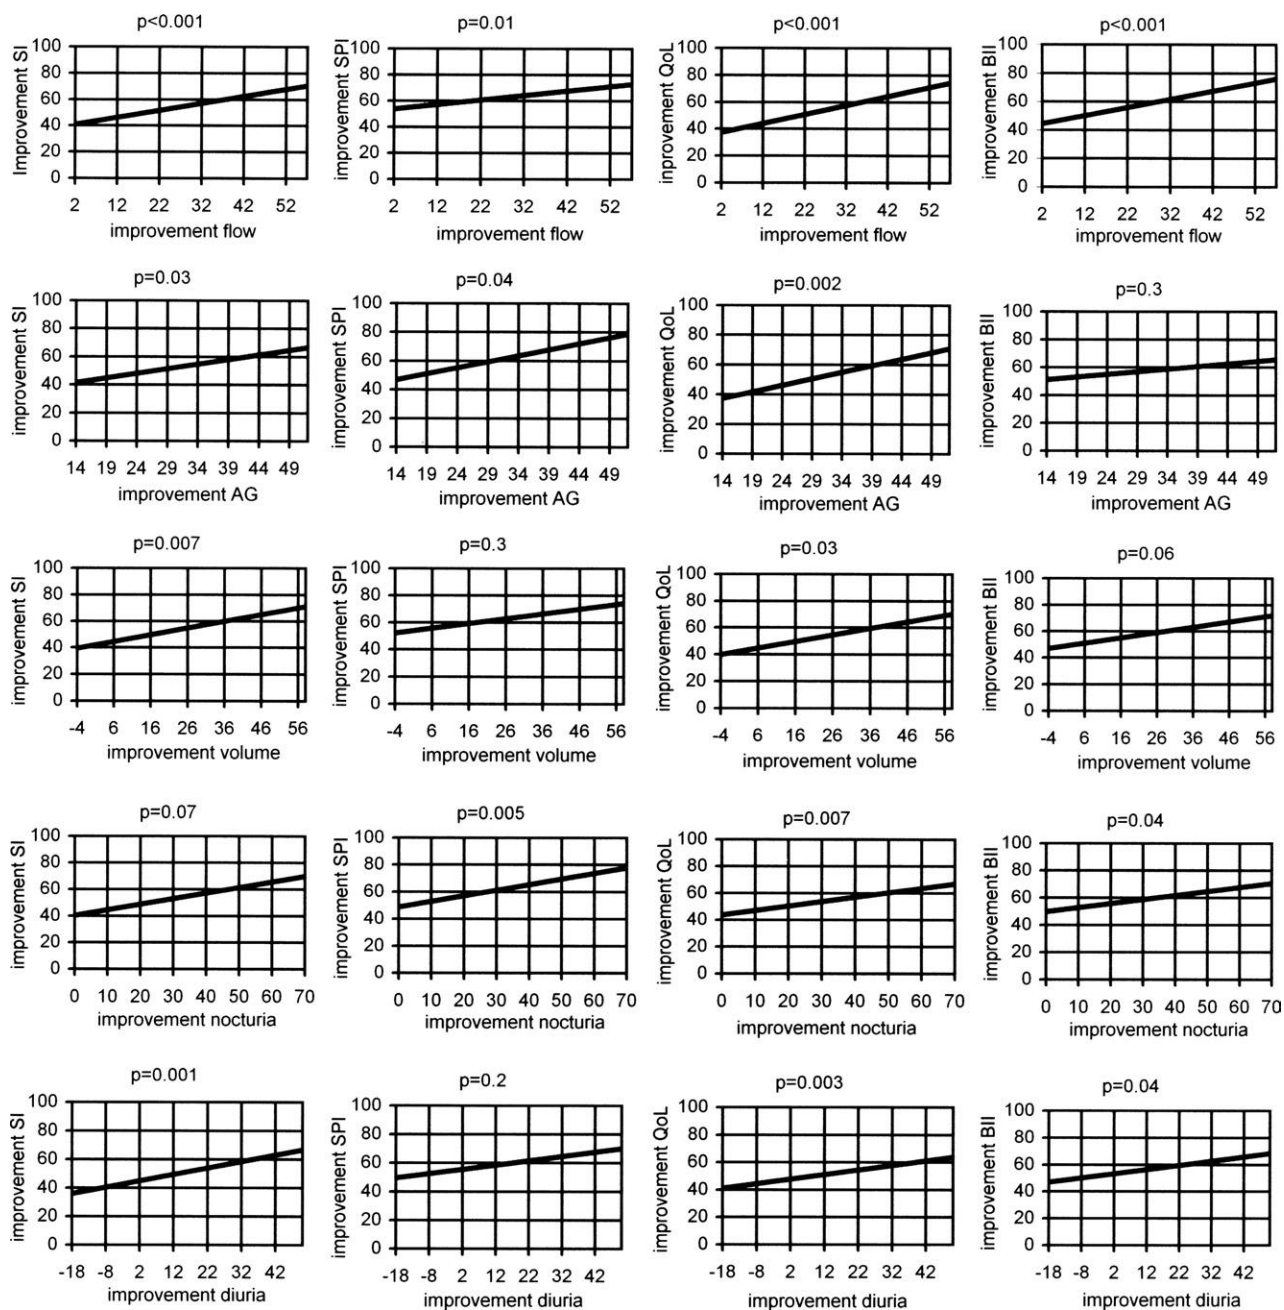 p<0.001
Improvement SI
100
80
60
40
20
0
2 12 22 32 42 52
improvement flow
p=0.01
improvement SPI
100
80
60
40
20
0
2 12 22 32 42 52
improvement flow
p<0.001
inprovement QoL
100
80
60
40
20
0
2 12 22 32 42 52
improvement flow
p<0.001
improvement BII
100
80
60
40
20
0
2 12 22 32 42 52
improvement flow
p=0.03
improvement SI
100
80
60
40
20
0
14 19 24 29 34 39 44 49
improvement AG
p=0.04
improvement SPI
100
80
60
40
20
0
14 19 24 29 34 39 44 49
improvement AG
p=0.002
improvement QoL
100
80
60
40
20
0
14 19 24 29 34 39 44 49
improvement AG
p=0.3
improvement BII
100
80
60
40
20
0
14 19 24 29 34 39 44 49
improvement AG
p=0.007
improvement SI
100
80
60
40
20
0
-4 6 16 26 36 46 56
improvement volume
p=0.3
improvement SPI
100
80
60
40
20
0
-4 6 16 26 36 46 56
improvement volume
p=0.03
improvement QoL
100
80
60
40
20
0
-4 6 16 26 36 46 56
improvement volume
p=0.06
improvement BII
100
80
60
40
20
0
-4 6 16 26 36 46 56
improvement volume
p=0.07
improvement SI
100
80
60
40
20
0
0 10 20 30 40 50 60 70
improvement nocturia
p=0.005
improvement SPI
100
80
60
40
20
0
0 10 20 30 40 50 60 70
improvement nocturia
p=0.007
improvement QoL
100
80
60
40
20
0
0 10 20 30 40 50 60 70
improvement nocturia
p=0.04
improvement BII
100
80
60
40
20
0
0 10 20 30 40 50 60 70
improvement nocturia
p=0.001
improvement SI
100
80
60
40
20
0
-18 -8 2 12 22 32 42
improvement diuria
p=0.2
improvement SPI
100
80
60
40
20
0
-18 -8 2 12 22 32 42
improvement diuria
p=0.003
improvement QoL
100
80
60
40
20
0
-18 -8 2 12 22 32 42
improvement diuria
p=0.04
improvement BII
100
80
60
40
20
0
-18 -8 2 12 22 32 42
improvement diuria